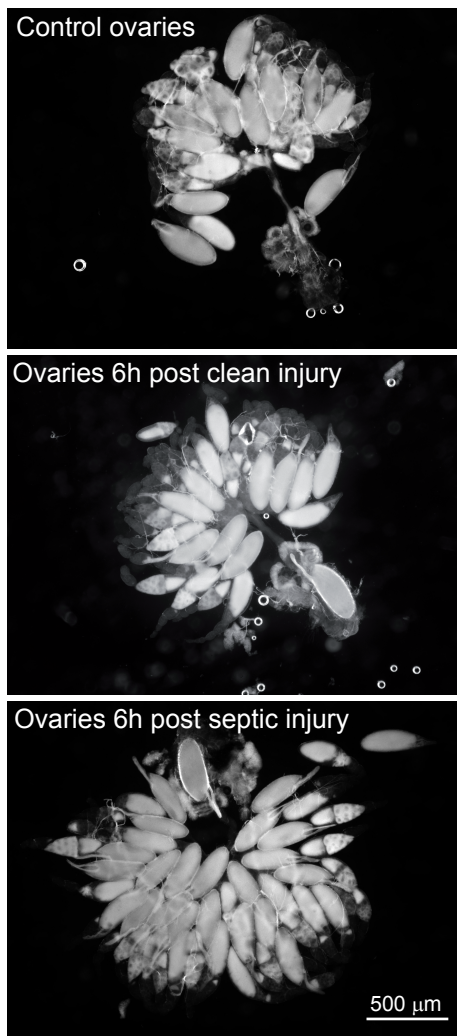 Control ovaries
Ovaries 6h post clean injury
Ovaries 6h post septic injury
500 μm